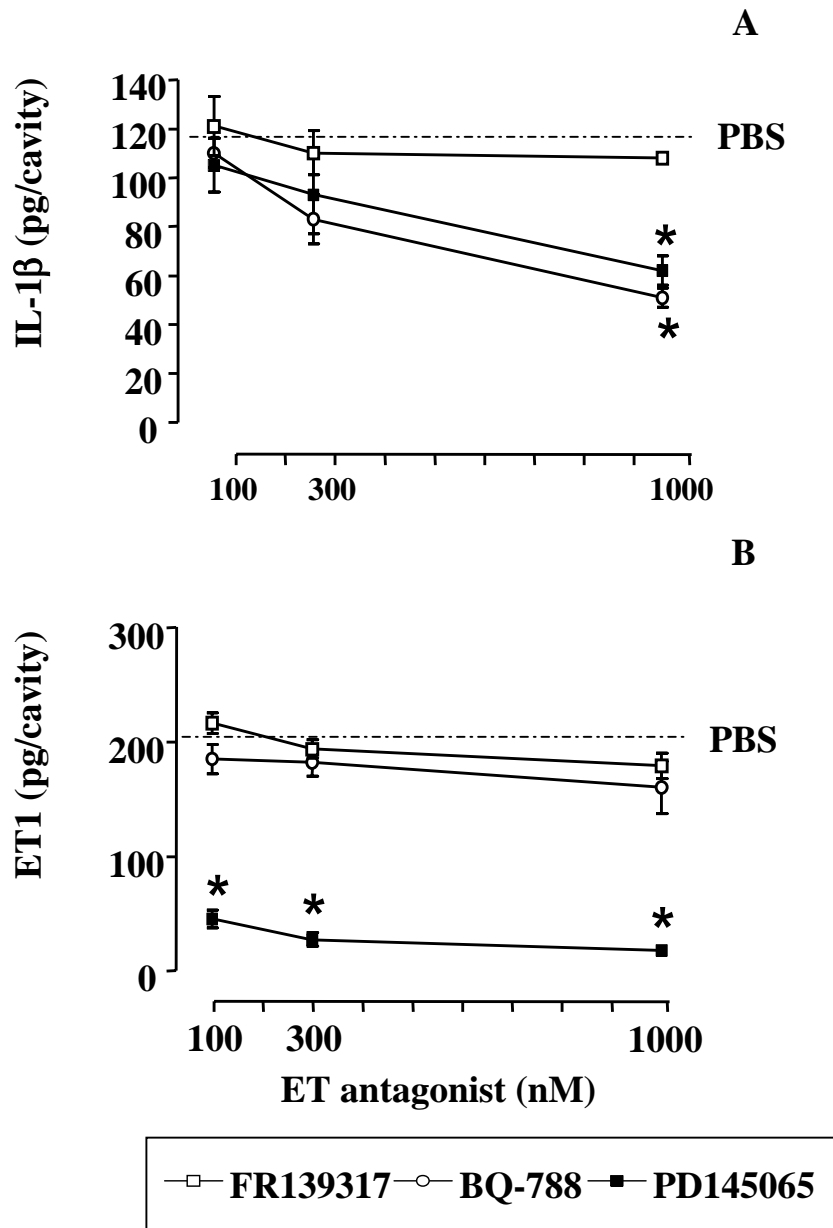 A
IL-1β (pg/cavity)
140
120
100
80
60
40
20
0
PBS
*
*
100 300 1000
B
ET1 (pg/cavity)
300
200
100
0
PBS
* * *
100 300 1000
ET antagonist (nM)
FR139317 BQ-788 PD145065